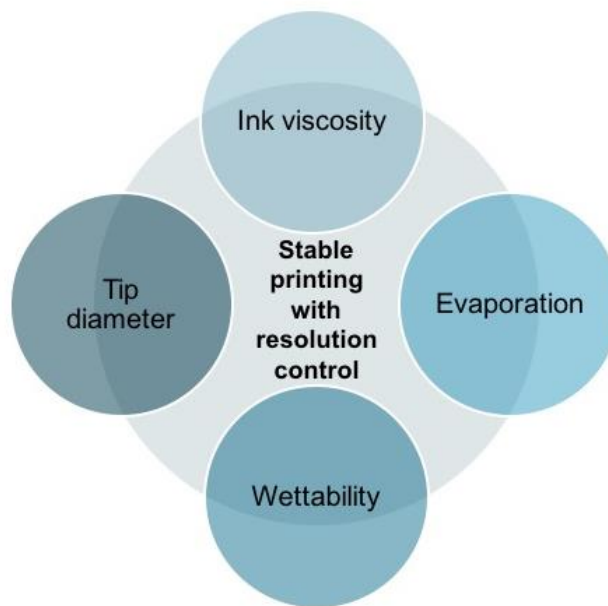 Ink viscosity
Stable
printing
with
resolution
control
Tip
diameter
Evaporation
Wettability